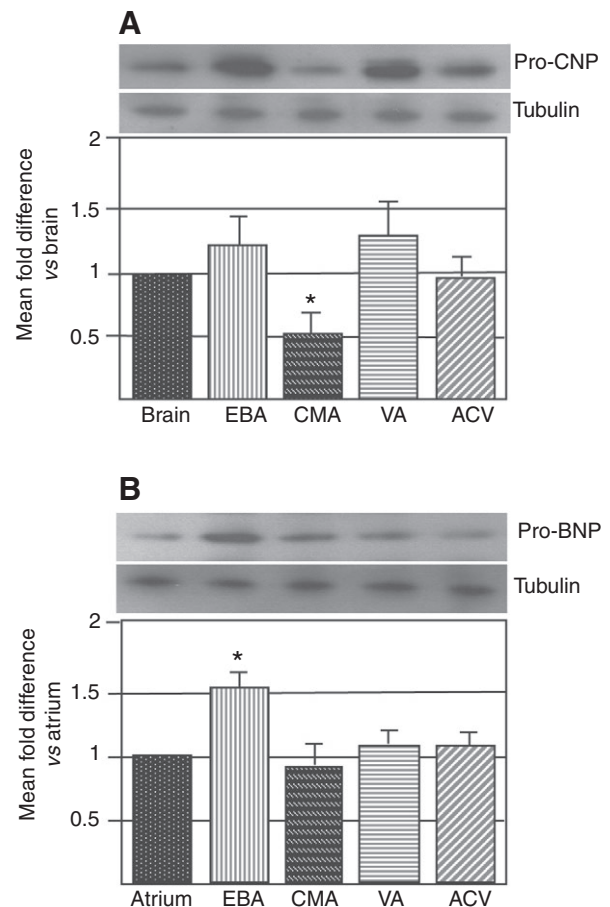 A
Pro-CNP
Tubulin
Mean fold difference
vs brain
2
1.5
1
0.5
*
Brain EBA CMA VA ACV
B
Pro-BNP
Tubulin
Mean fold difference
vs atrium
2
1.5
1
0.5
*
Atrium EBA CMA VA ACV